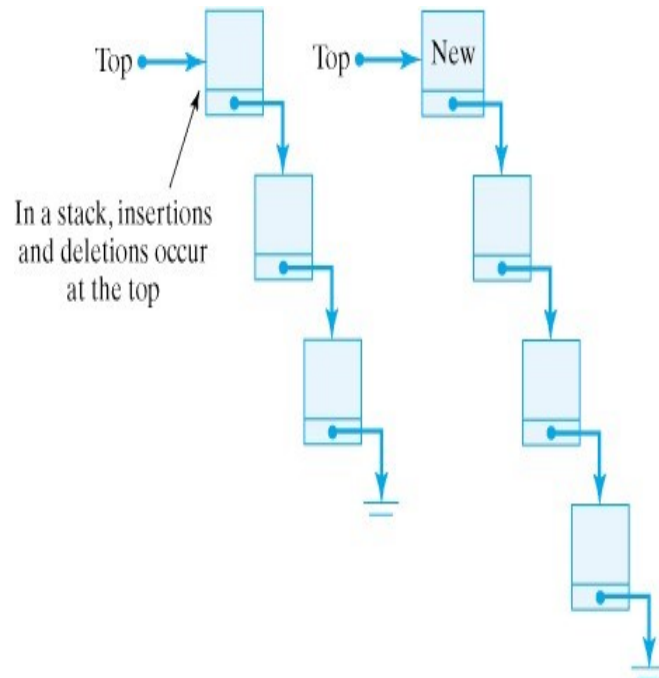 Top
Top
New
In a stack, insertions
and deletions occur
at the top